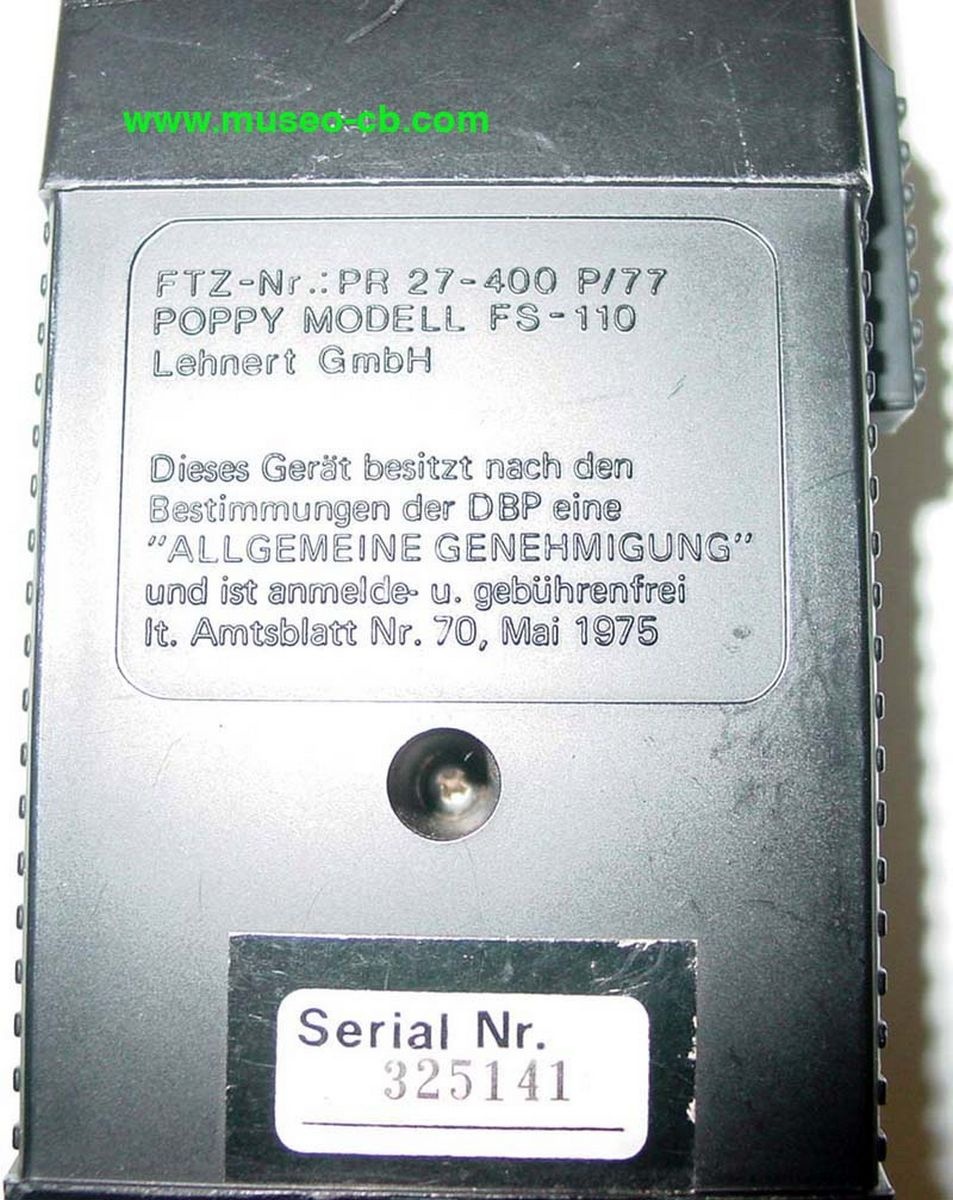 www.museo-cb.com
FTZ-Nr.: PR 27-400 P/77
POPPY MODELL FS-110
Lehnert GmbH
Dieses Gerät besitzt nach den
Bestimmungen der DBP eine
"ALLGEMEINE GENEHMIGUNG"
und ist anmelde- u. gebührenfrei
lt. Amtsblatt Nr. 70, Mai 1975
Serial Nr.
325141